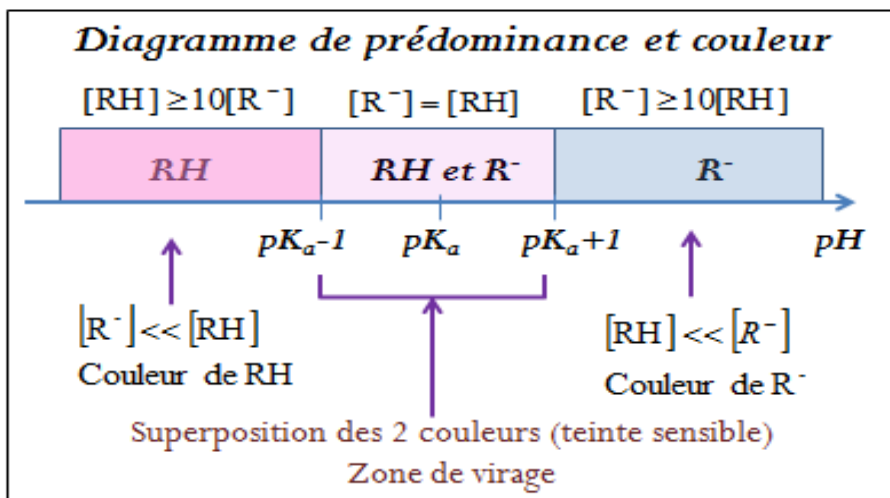 Diagramme de prédominance et couleur
[RH] ≥10[R⁻] [R⁻] = [RH] [R⁻] ≥10[RH]
RH RH et R⁻ R⁻
pKₐ-1 pKₐ pKₐ+1 pH
[R⁻] << [RH] [RH] << [R⁻]
Couleur de RH Couleur de R⁻
Superposition des 2 couleurs (teinte sensible)
Zone de virage